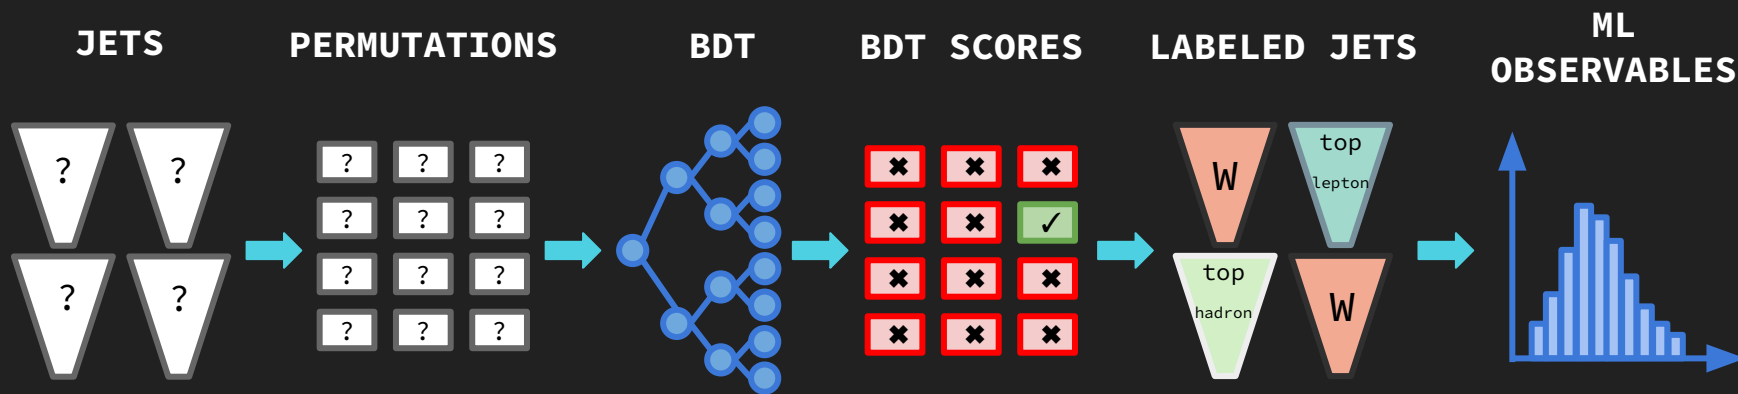 JETS
PERMUTATIONS
BDT
BDT SCORES
LABELED JETS
ML
OBSERVABLES
? ?
? ?
? ? ?
? ? ?
? ? ?
? ? ?
✖ ✖ ✖
✖ ✖ ✓
✖ ✖ ✖
✖ ✖ ✖
W
top
lepton
top
hadron
W